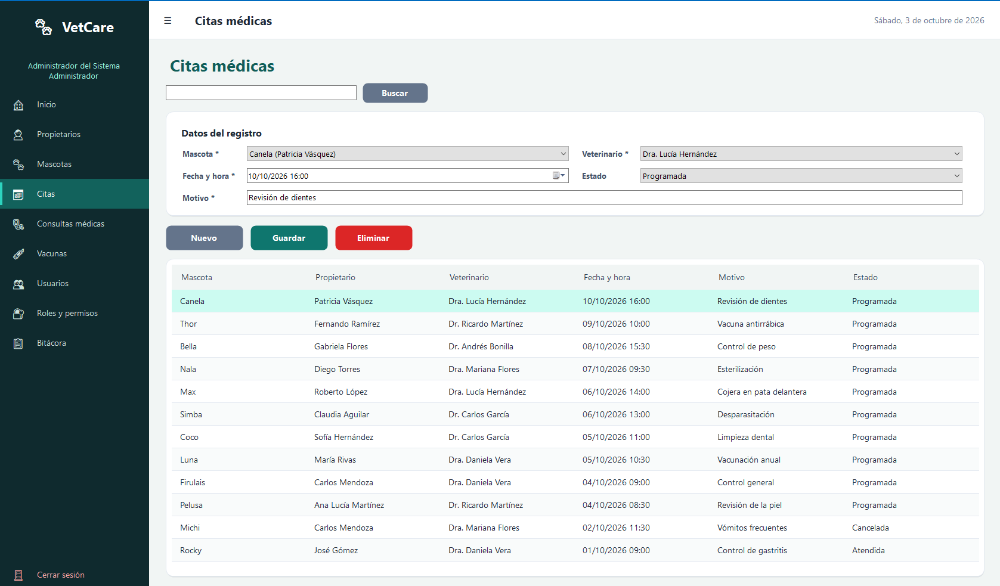 VetCare
Administrador del Sistema
Administrador
Inicio
Propietarios
Mascotas
Citas
Consultas médicas
Vacunas
Usuarios
Roles y permisos
Bitácora
Cerrar sesión
☰ Citas médicas Sábado, 3 de octubre de 2026
Citas médicas
Buscar
Datos del registro
Mascota * Canela (Patricia Vásquez) Veterinario * Dra. Lucía Hernández
Fecha y hora * 10/10/2026 16:00 Estado Programada
Motivo * Revisión de dientes
Nuevo Guardar Eliminar
Mascota Propietario Veterinario Fecha y hora Motivo Estado
Canela Patricia Vásquez Dra. Lucía Hernández 10/10/2026 16:00 Revisión de dientes Programada
Thor Fernando Ramírez Dr. Ricardo Martínez 09/10/2026 10:00 Vacuna antirrábica Programada
Bella Gabriela Flores Dr. Andrés Bonilla 08/10/2026 15:30 Control de peso Programada
Nala Diego Torres Dra. Mariana Flores 07/10/2026 09:30 Esterilización Programada
Max Roberto López Dra. Lucía Hernández 06/10/2026 14:00 Cojera en pata delantera Programada
Simba Claudia Aguilar Dr. Carlos García 06/10/2026 13:00 Desparasitación Programada
Coco Sofía Hernández Dr. Carlos García 05/10/2026 11:00 Limpieza dental Programada
Luna María Rivas Dra. Daniela Vera 05/10/2026 10:30 Vacunación anual Programada
Firulais Carlos Mendoza Dra. Daniela Vera 04/10/2026 09:00 Control general Programada
Pelusa Ana Lucía Martínez Dr. Ricardo Martínez 04/10/2026 08:30 Revisión de la piel Programada
Michi Carlos Mendoza Dra. Mariana Flores 02/10/2026 11:30 Vómitos frecuentes Cancelada
Rocky José Gómez Dra. Daniela Vera 01/10/2026 09:00 Control de gastritis Atendida